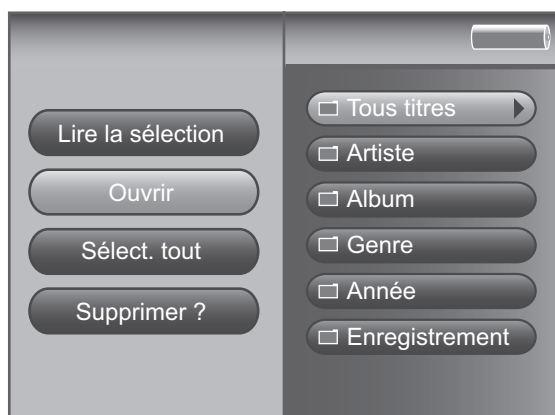 Lire la sélection
Ouvrir
Sélect. tout
Supprimer ?
Tous titres
Artiste
Album
Genre
Année
Enregistrement